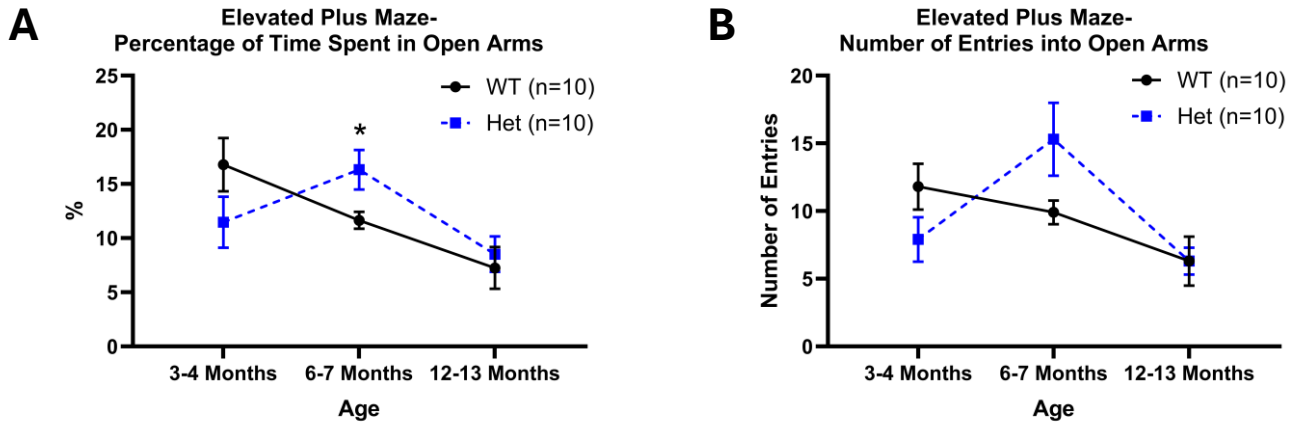 A
Elevated Plus Maze-
Percentage of Time Spent in Open Arms
25
20
15
10
5
0
%
WT (n=10)
Het (n=10)
*
3-4 Months 6-7 Months 12-13 Months
Age
B
Elevated Plus Maze-
Number of Entries into Open Arms
20
15
10
5
0
Number of Entries
WT (n=10)
Het (n=10)
3-4 Months 6-7 Months 12-13 Months
Age